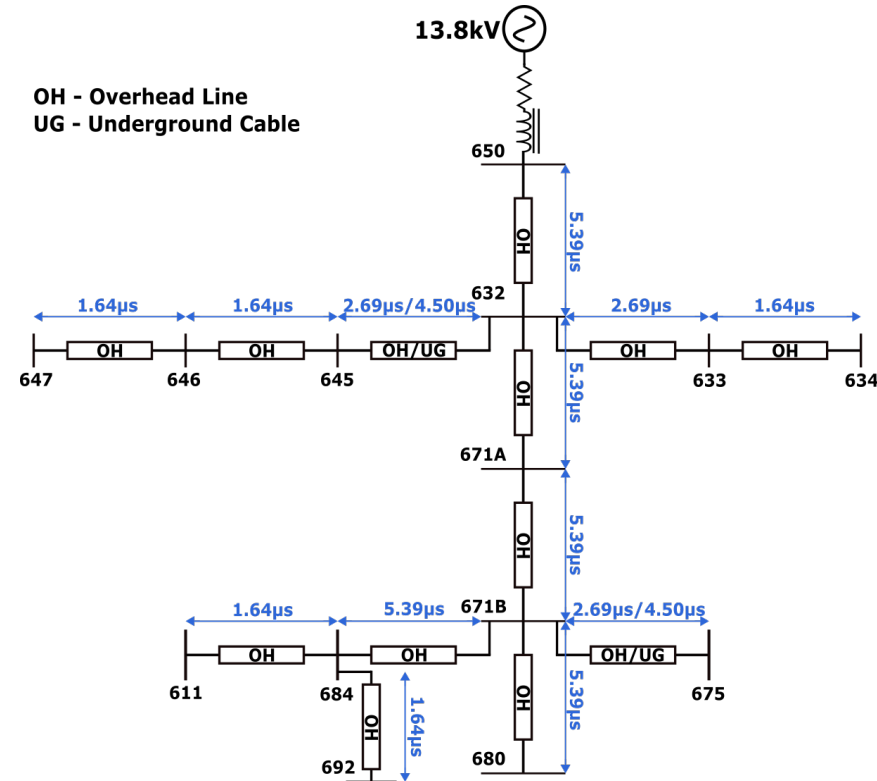 13.8kV
OH - Overhead Line
UG - Underground Cable
650
OH
5.39µs
632
1.64µs
1.64µs
2.69µs/4.50µs
2.69µs
1.64µs
OH
OH
OH/UG
OH
OH
647
646
645
633
634
OH
5.39µs
671A
OH
5.39µs
671B
1.64µs
5.39µs
2.69µs/4.50µs
OH
OH
OH/UG
611
684
675
OH
1.64µs
OH
5.39µs
692
680